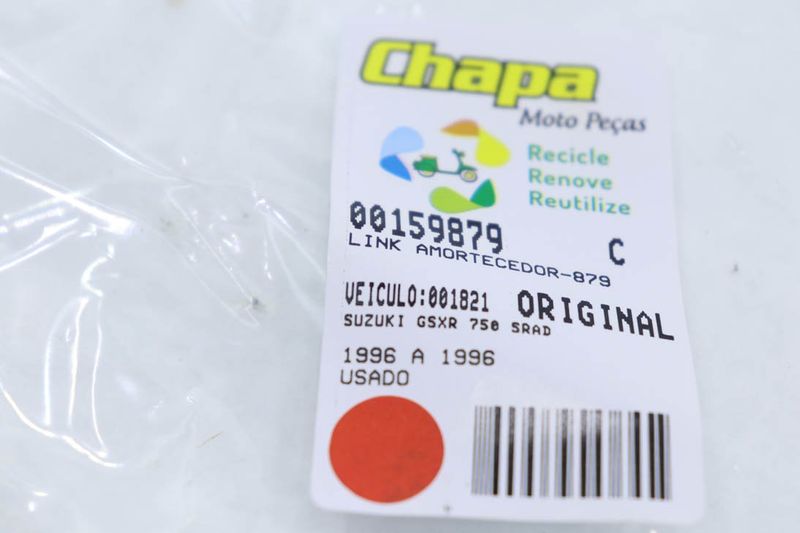 Chapa
Moto Peças
Recicle
Renove
Reutilize
00159879 C
LINK AMORTECEDOR-879
VEICULO:001821 ORIGINAL
SUZUKI GSXR 750 SRAD
1996 A 1996
USADO